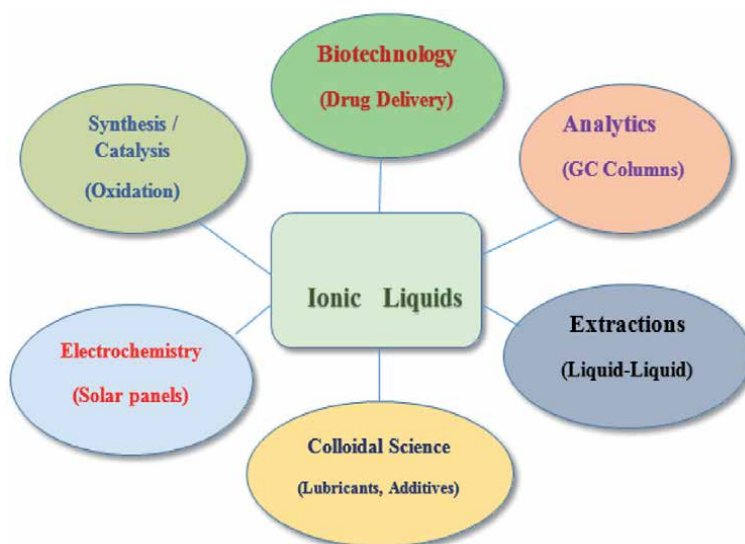 Biotechnology
(Drug Delivery)
Synthesis /
Catalysis
(Oxidation)
Analytics
(GC Columns)
Ionic Liquids
Electrochemistry
(Solar panels)
Extractions
(Liquid-Liquid)
Colloidal Science
(Lubricants, Additives)